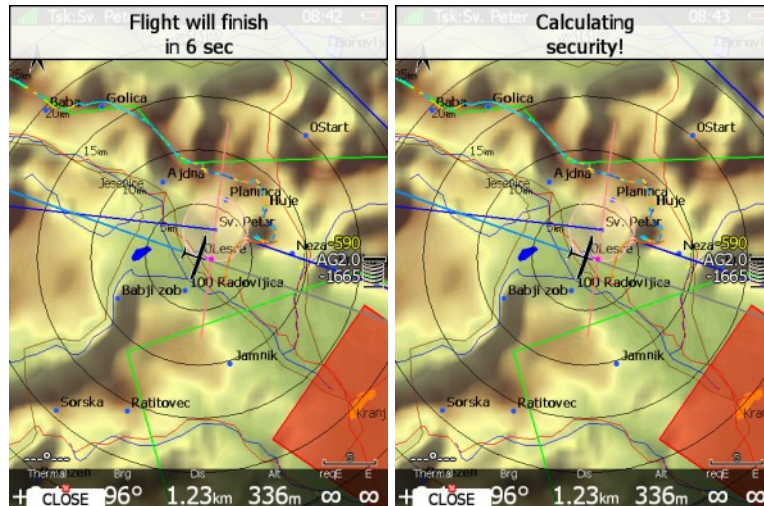 Tsk:Sv. Peter 08:42
Flight will finish
in 6 sec
Baba
Golica
20km
0Start
15km
Jesenice
10km
Ajdna
Planinca
Huje
5km
Sv. Peter
Neza
-590
AG2.0
-1665
Lesce
100 Radovljica
Babji zob
Jamnik
Sorska
Ratitovec
Kranj
Thermal Brg Dis Alt reqE E
CLOSE 96° 1.23km 336m ∞ ∞
08:43
Tsk:Sv. Peter
Calculating
security!
Baba
Golica
20km
0Start
15km
Jesenice
10km
Ajdna
Planinca
Huje
5km
Sv. Peter
Neza
-590
AG2.0
-1665
Lesce
100 Radovljica
Babji zob
Jamnik
Sorska
Ratitovec
Kranj
Thermal Brg Dis Alt reqE E
CLOSE 96° 1.23km 336m ∞ ∞